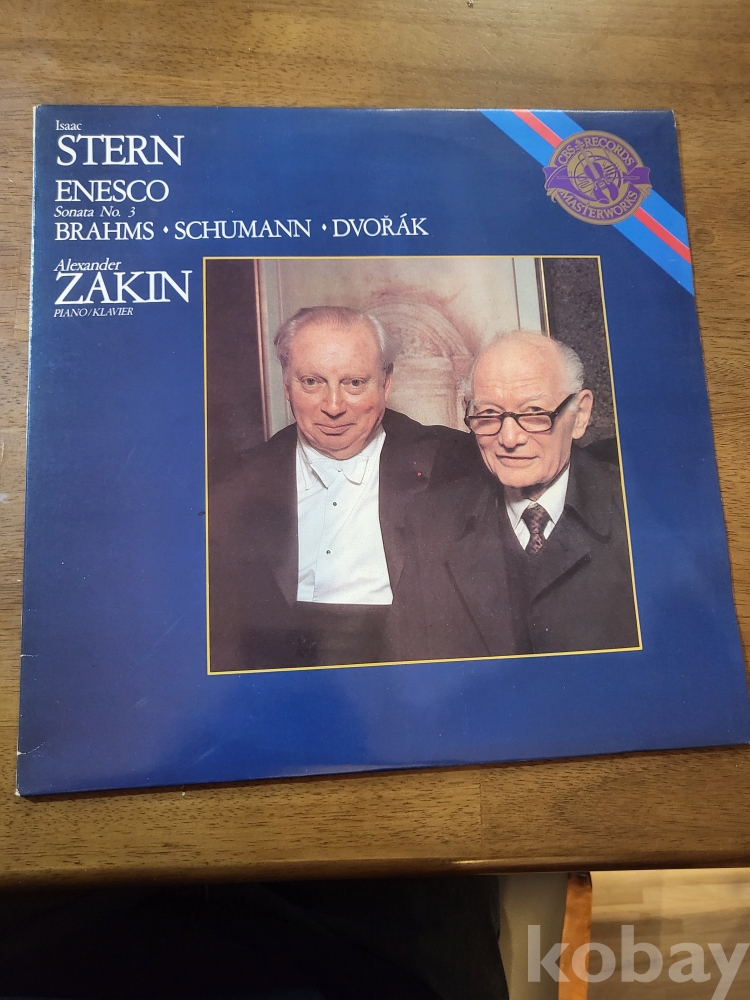 Isaac
STERN
ENESCO
Sonata No. 3
BRAHMS · SCHUMANN · DVOŘÁK
Alexander
ZAKIN
PIANO/KLAVIER
CBS RECORDS
MASTERWORKS
kobay